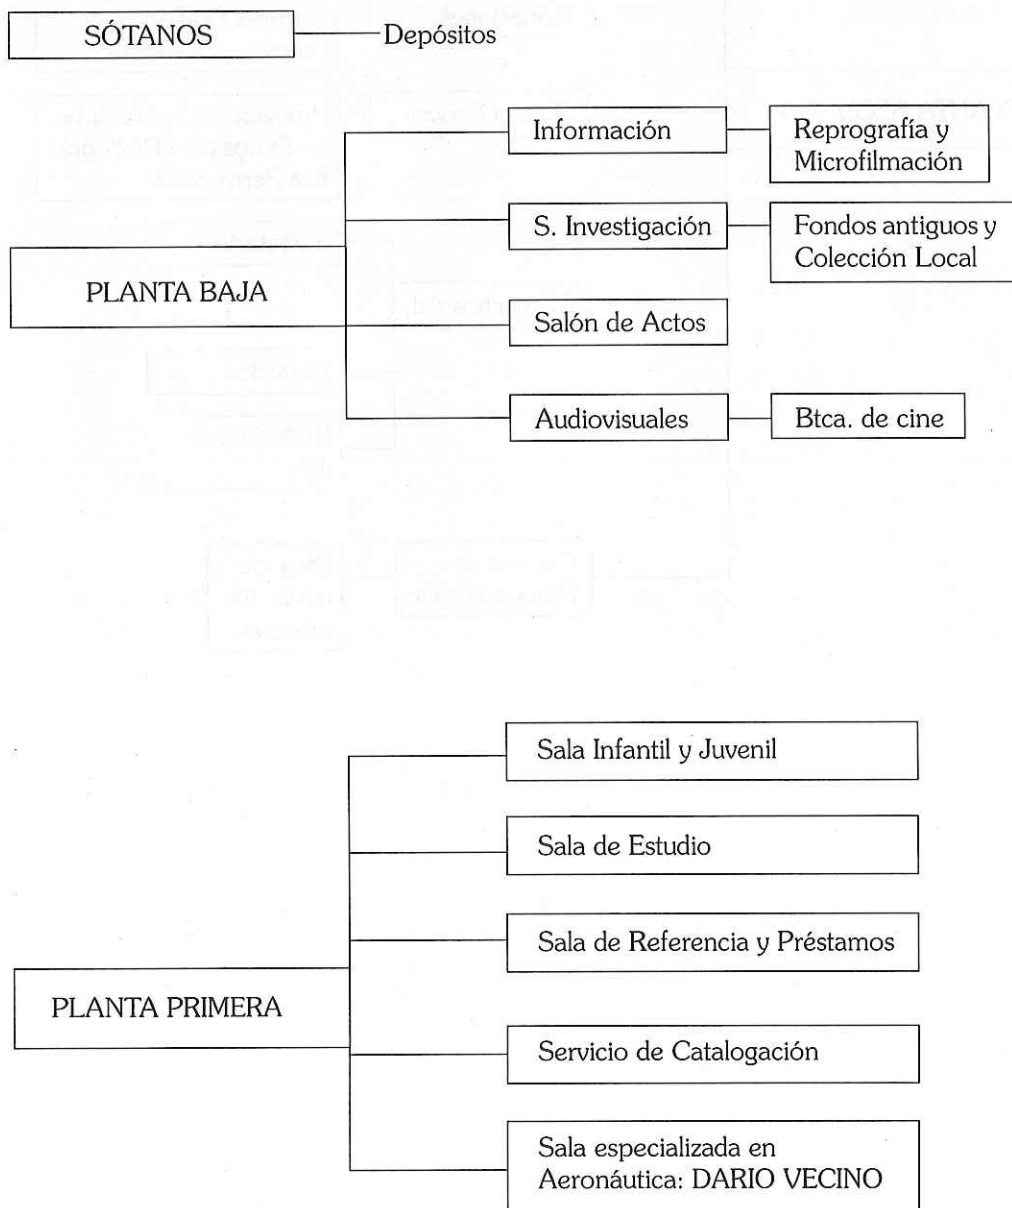 SÓTANOS
Depósitos
Información
Reprografía y
Microfilmación
S. Investigación
Fondos antiguos y
Colección Local
PLANTA BAJA
Salón de Actos
Audiovisuales
Btca. de cine
Sala Infantil y Juvenil
Sala de Estudio
Sala de Referencia y Préstamos
PLANTA PRIMERA
Servicio de Catalogación
Sala especializada en
Aeronáutica: DARIO VECINO